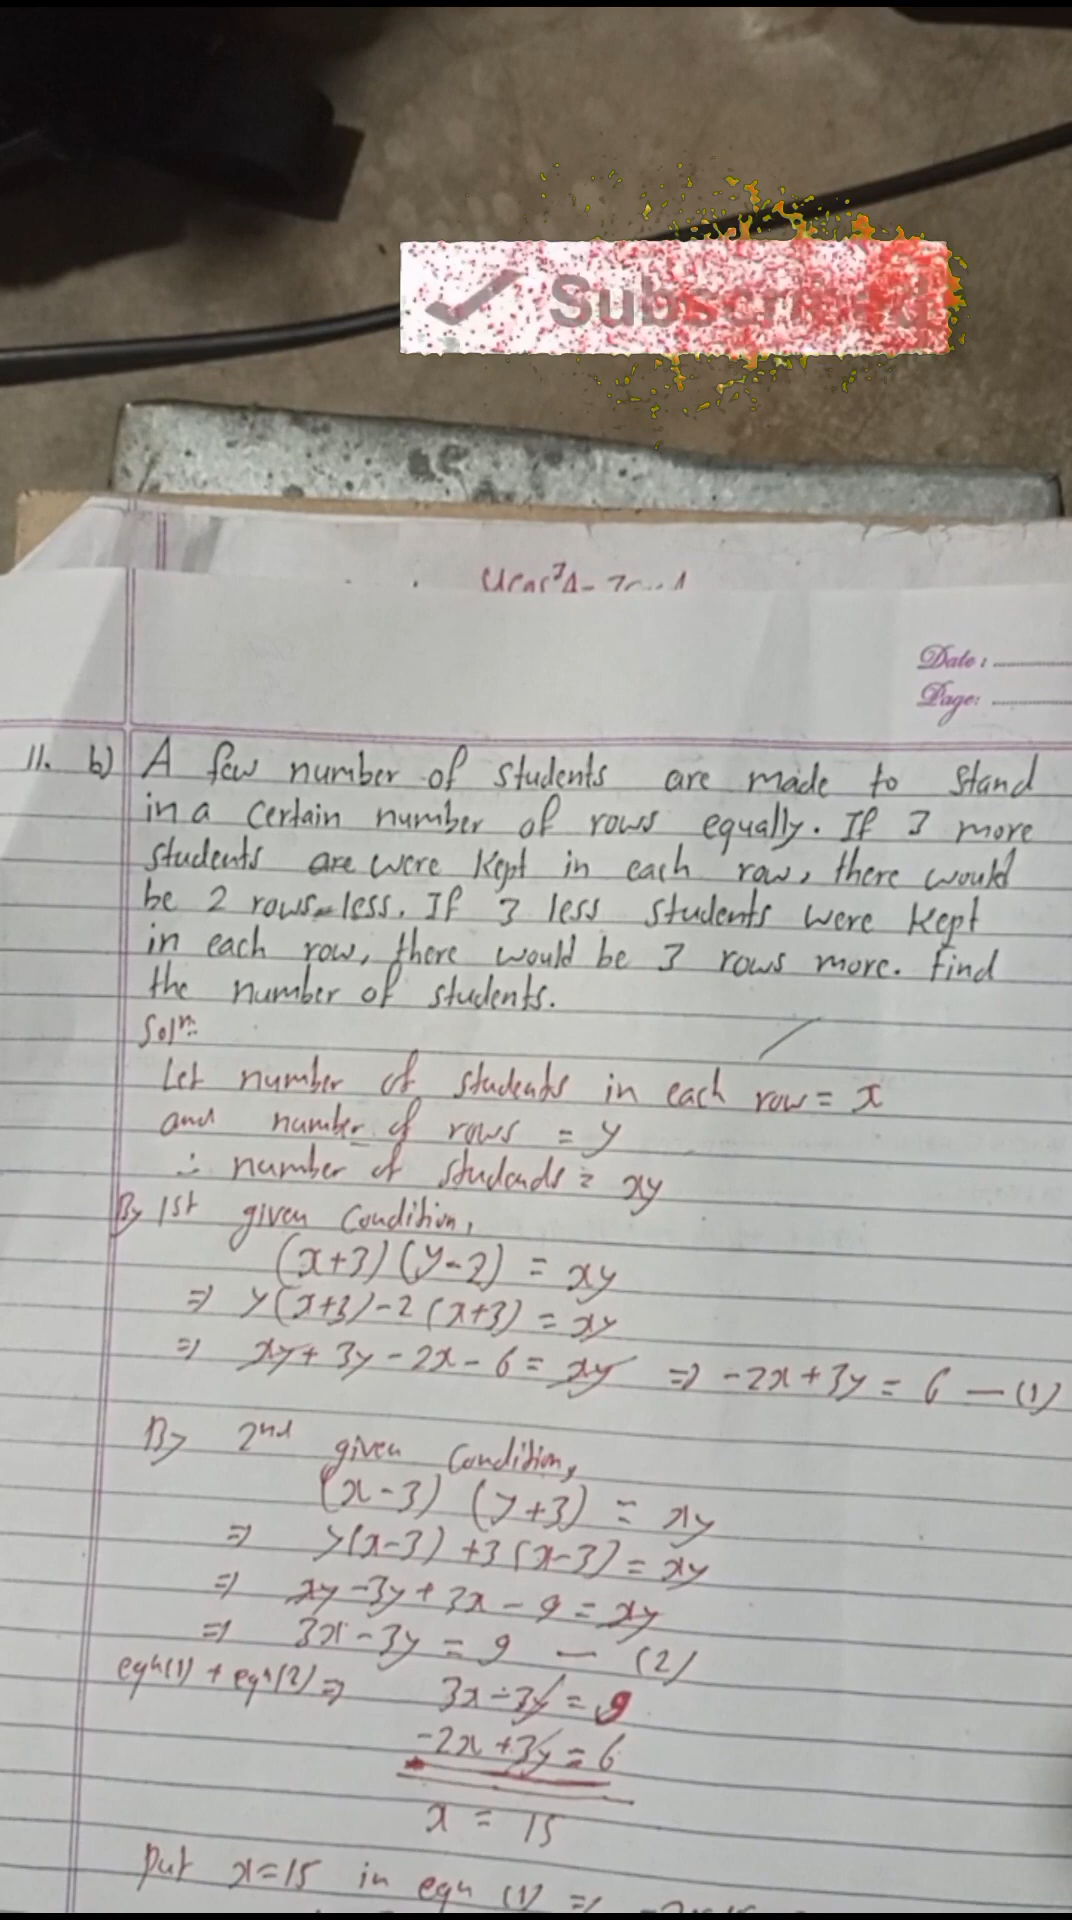 Subscribed
Date:
Page:
11. b) A few number of students are made to stand
in a certain number of rows equally. If 3 more
students are were kept in each row, there would
be 2 rows less. If 3 less students were kept
in each row, there would be 3 rows more. Find
the number of students.
Solⁿ:
Let number of students in each row = x
and number of rows = y
∴ number of students = xy
By 1st given condition,
(x+3) (y-2) = xy
⇒ y(x+3)-2(x+3) = xy
⇒ xy + 3y - 2x - 6 = xy ⇒ -2x + 3y = 6 — (1)
By 2nd given condition,
(x-3) (y+3) = xy
⇒ y(x-3) +3(x-3) = xy
⇒ xy -3y + 3x - 9 = xy
⇒ 3x - 3y = 9 — (2)
eqn(1) + eqn(2) ⇒ 3x - 3y = 9
-2x + 3y = 6
x = 15
Put x=15 in eqn (1) ⇒